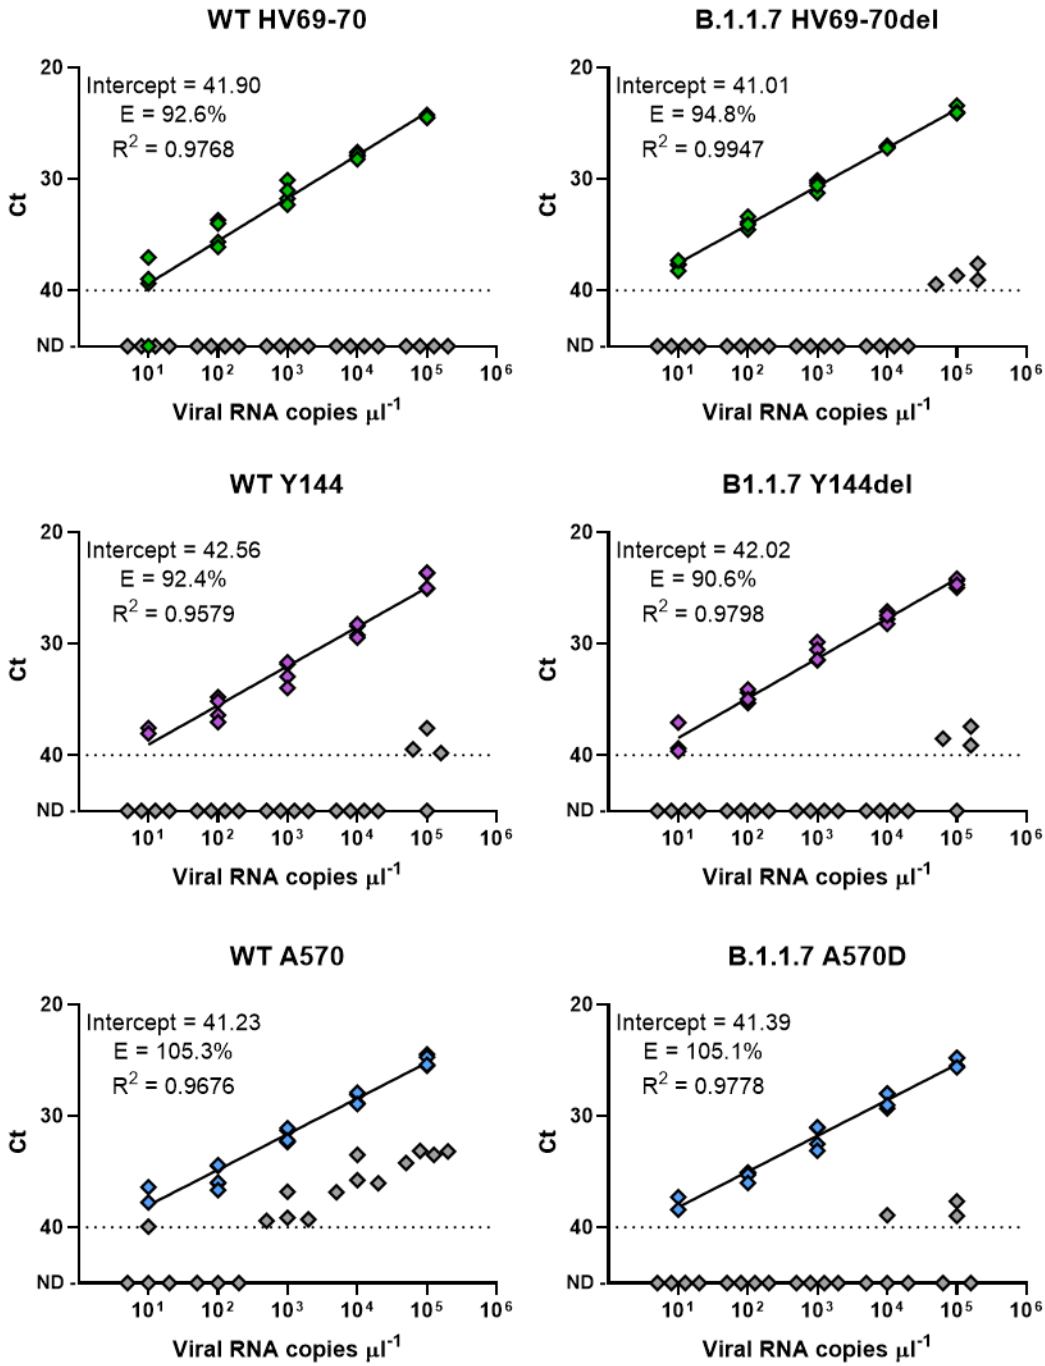 WT HV69-70
20
Intercept = 41.90
E = 92.6%
R² = 0.9768
30
Ct
40
ND
10¹ 10² 10³ 10⁴ 10⁵ 10⁶
Viral RNA copies µl⁻¹
B.1.1.7 HV69-70del
20
Intercept = 41.01
E = 94.8%
R² = 0.9947
30
Ct
40
ND
10¹ 10² 10³ 10⁴ 10⁵ 10⁶
Viral RNA copies µl⁻¹
WT Y144
20
Intercept = 42.56
E = 92.4%
R² = 0.9579
30
Ct
40
ND
10¹ 10² 10³ 10⁴ 10⁵ 10⁶
Viral RNA copies µl⁻¹
B1.1.7 Y144del
20
Intercept = 42.02
E = 90.6%
R² = 0.9798
30
Ct
40
ND
10¹ 10² 10³ 10⁴ 10⁵ 10⁶
Viral RNA copies µl⁻¹
WT A570
20
Intercept = 41.23
E = 105.3%
R² = 0.9676
30
Ct
40
ND
10¹ 10² 10³ 10⁴ 10⁵ 10⁶
Viral RNA copies µl⁻¹
B.1.1.7 A570D
20
Intercept = 41.39
E = 105.1%
R² = 0.9778
30
Ct
40
ND
10¹ 10² 10³ 10⁴ 10⁵ 10⁶
Viral RNA copies µl⁻¹